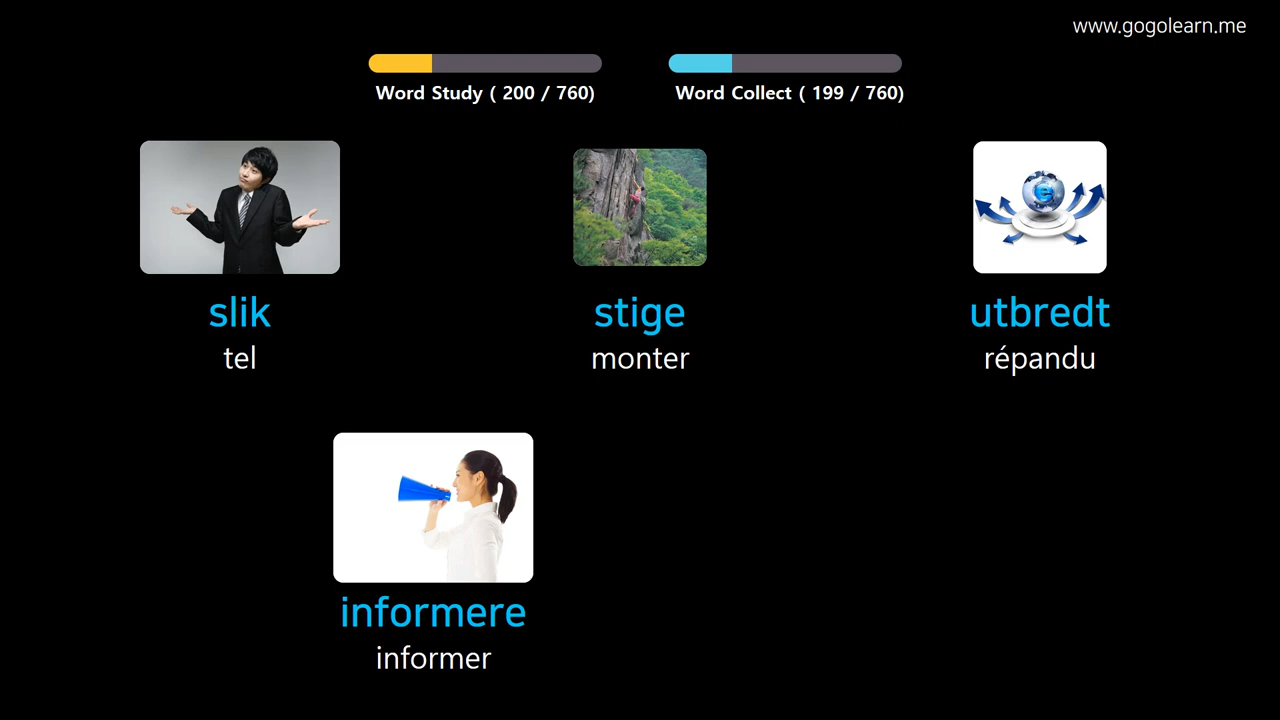 www.gogolearn.me
Word Study ( 200 / 760)
Word Collect ( 199 / 760)
slik
tel
stige
monter
utbredt
répandu
informere
informer